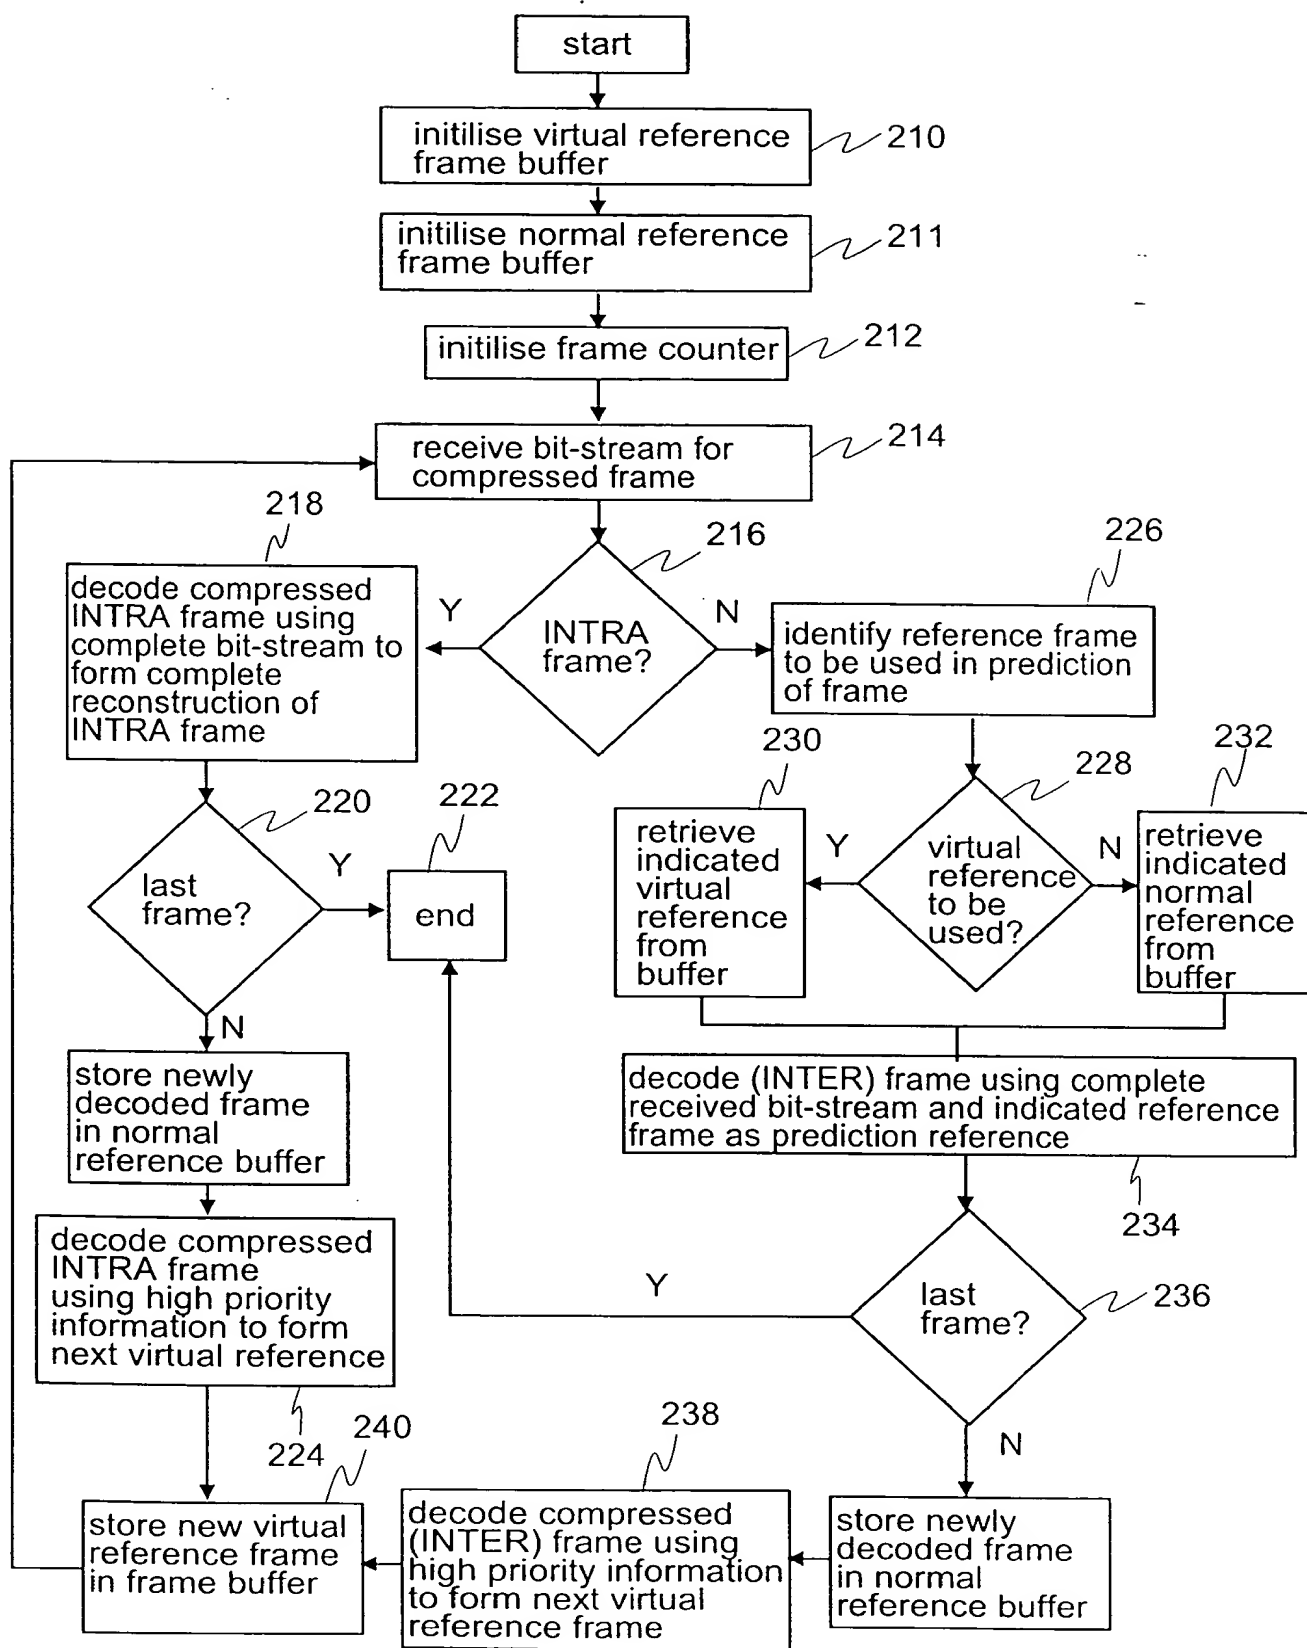 start
initilise virtual reference
frame buffer
210
initilise normal reference
frame buffer
211
initilise frame counter
212
receive bit-stream for
compressed frame
214
218
216
226
decode compressed
INTRA frame using
complete bit-stream to
form complete
reconstruction of
INTRA frame
Y
INTRA
frame?
N
identify reference frame
to be used in prediction
of frame
220
222
230
228
232
last
frame?
Y
end
retrieve
indicated
virtual
reference
from
buffer
Y
virtual
reference
to be
used?
N
retrieve
indicated
normal
reference
from
buffer
N
store newly
decoded frame
in normal
reference buffer
decode (INTER) frame using complete
received bit-stream and indicated reference
frame as prediction reference
234
decode compressed
INTRA frame
using high priority
information to form
next virtual reference
224
Y
last
frame?
236
N
240
238
store new virtual
reference frame
in frame buffer
decode compressed
(INTER) frame using
high priority information
to form next virtual
reference frame
store newly
decoded frame
in normal
reference buffer